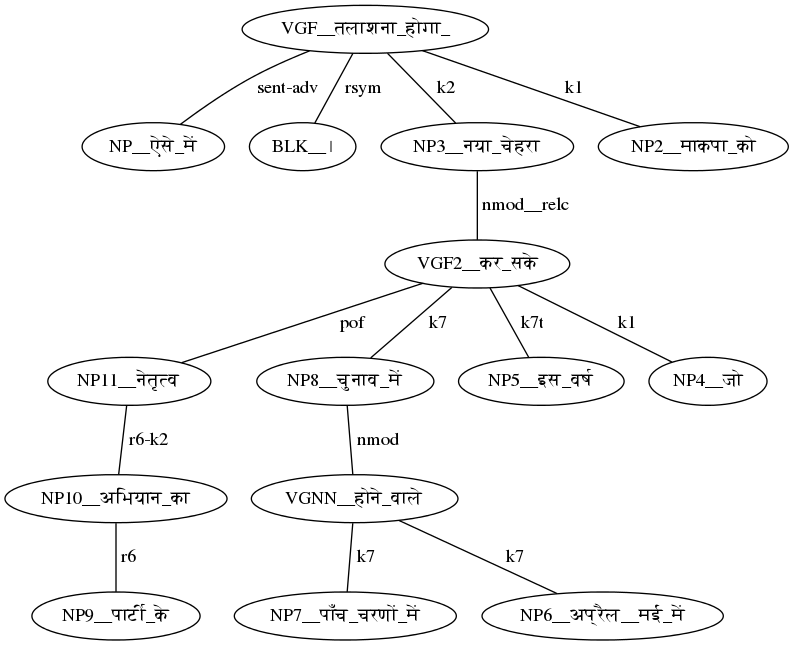 VGF__तलाशना_होगा_
sent-adv rsym k2 k1
NP__ऐसे_में BLK__। NP3__नया_चेहरा NP2__माकपा_को
nmod__relc
VGF2__कर_सके
pof k7 k7t k1
NP11__नेतृत्व NP8__चुनाव_में NP5__इस_वर्ष NP4__जो
r6-k2 nmod
NP10__अभियान_का VGNN__होने_वाले
r6 k7 k7
NP9__पार्टी_के NP7__पाँच_चरणों_में NP6__अप्रैल__मई_में